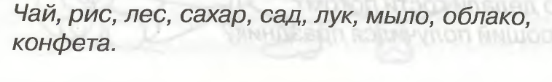 Чай, рис, лес, сахар, сад, лук, мыло, облако,
конфета.